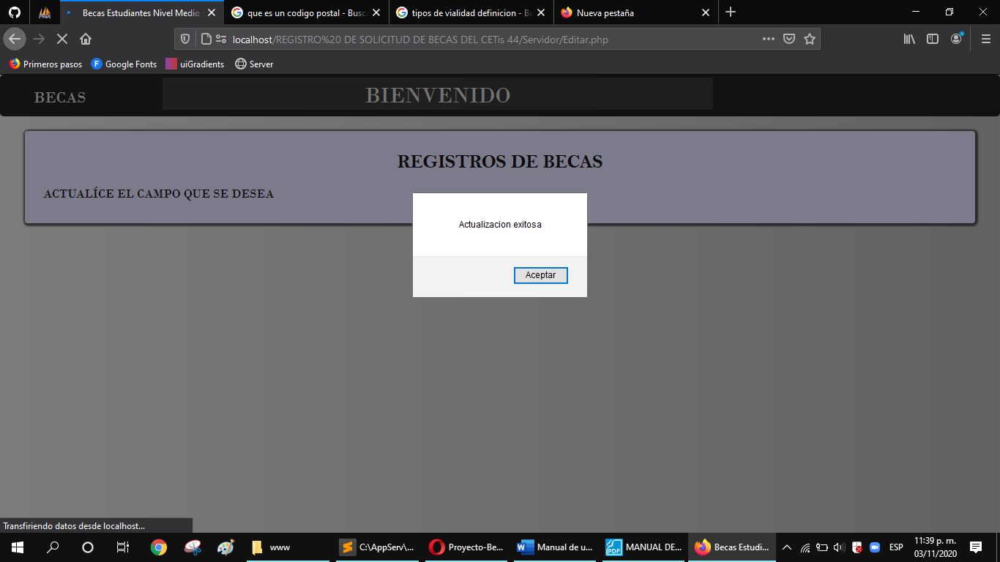 Becas Estudiantes Nivel Medio
que es un codigo postal - Busc
tipos de vialidad definicion - Bu
Nueva pestaña
localhost/REGISTRO%20 DE SOLICITUD DE BECAS DEL CETis 44/Servidor/Editar.php
Primeros pasos
Google Fonts
uiGradients
Server
BECAS
BIENVENIDO
REGISTROS DE BECAS
ACTUALÍCE EL CAMPO QUE SE DESEA
Actualizacion exitosa
Aceptar
Transfiriendo datos desde localhost...
www
C:\AppServ\...
Proyecto-Be...
Manual de u...
MANUAL DE...
Becas Estudi...
ESP
11:39 p. m.
03/11/2020